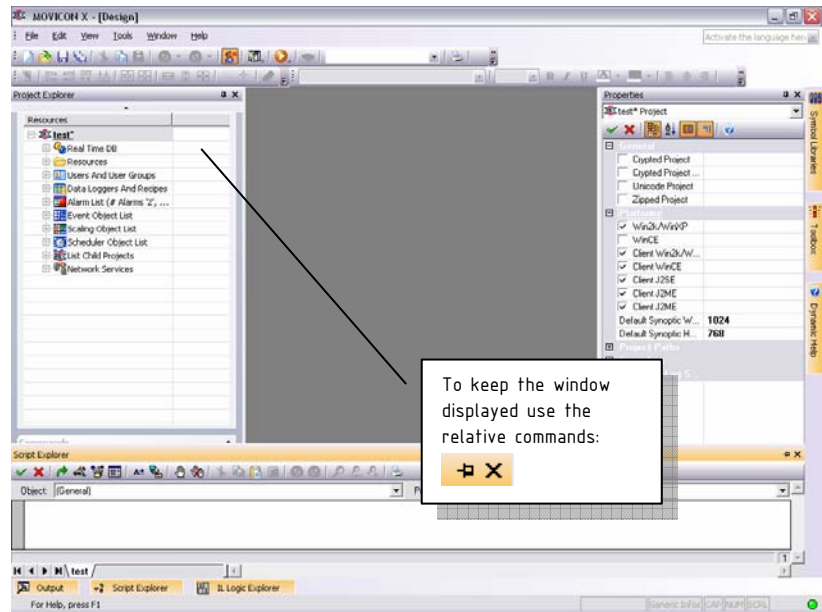 MOVICON X - [Design]
File Edit View Tools Window Help
Activate the language
Project Explorer
Resources
test*
Real Time DB
Resources
Users And User Groups
Data Loggers And Recipes
Alarm List (# Alarms '2', ...
Event Object List
Scaling Object List
Scheduler Object List
List Child Projects
Network Services
Properties
test* Project
General
Crypted Project
Crypted Project ...
Unicode Project
Zipped Project
Platforms
Win2k/WinXP
WinCE
Client Win2k/W...
Client WinCE
Client J2SE
Client J2ME
Client J2ME
Default Synoptic W... 1024
Default Synoptic H... 768
Project Paths
Symbol Libraries
Toolbox
Dynamic Help
To keep the window
displayed use the
relative commands:
Commands
Script Explorer
Object: (General)
1
test
Output Script Explorer IL Logic Explorer
For Help, press F1
Generic Infos CAP NUM SCRL